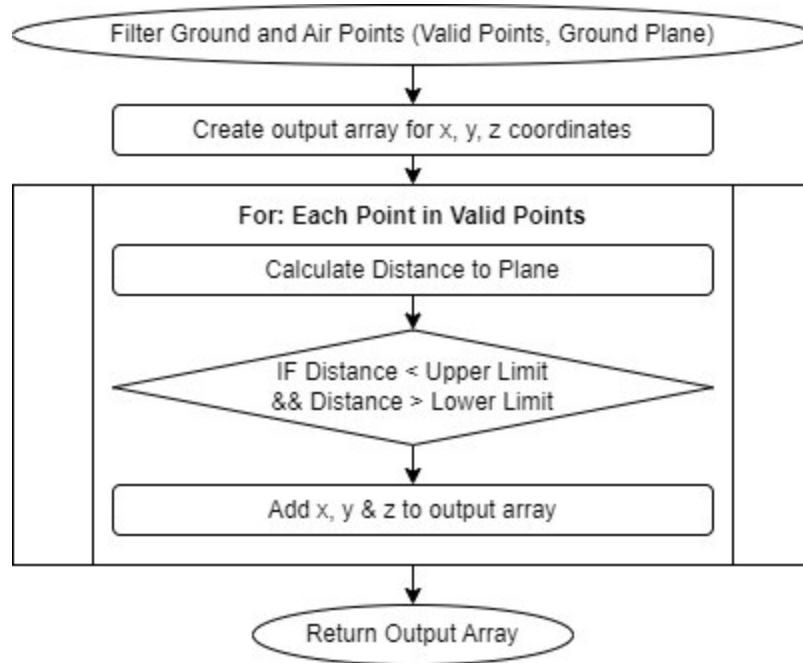 Filter Ground and Air Points (Valid Points, Ground Plane)
Create output array for x, y, z coordinates
For: Each Point in Valid Points
Calculate Distance to Plane
IF Distance < Upper Limit
&& Distance > Lower Limit
Add x, y & z to output array
Return Output Array